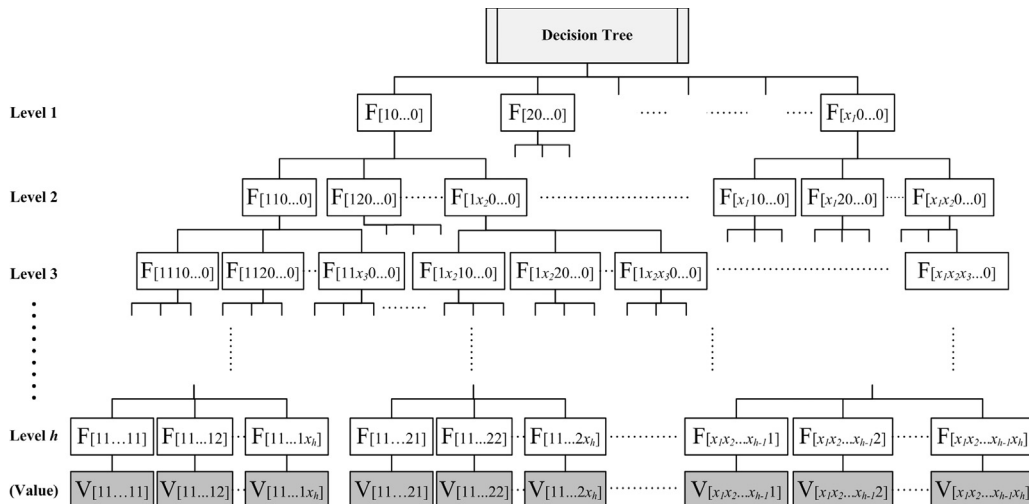 Decision Tree
Level 1 F[10...0] F[20...0] F[x₁0...0]
Level 2 F[110...0] F[120...0] F[1x₂0...0] F[x₁10...0] F[x₁20...0] F[x₁x₂0...0]
Level 3 F[1110...0] F[1120...0] F[11x₃0...0] F[1x₂10...0] F[1x₂20...0] F[1x₂x₃0...0] F[x₁x₂x₃...0]
Level h F[11…11] F[11...12] F[11...1xₕ] F[11...21] F[11...22] F[11...2xₕ] F[x₁x₂...xₕ₋₁1] F[x₁x₂...xₕ₋₁2] F[x₁x₂...xₕ₋₁xₕ]
(Value) V[11…11] V[11...12] V[11...1xₕ] V[11...21] V[11...22] V[11...2xₕ] V[x₁x₂...xₕ₋₁1] V[x₁x₂...xₕ₋₁2] V[x₁x₂...xₕ₋₁xₕ]